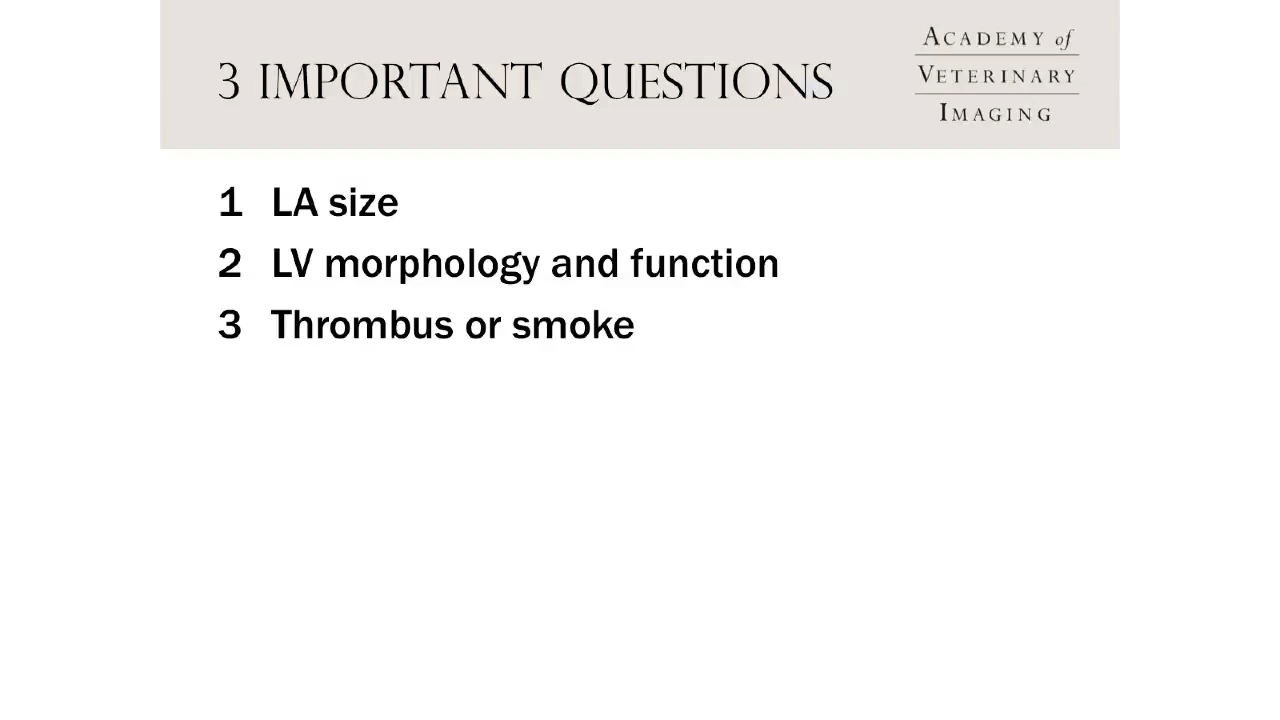 3 IMPORTANT QUESTIONS
ACADEMY of
VETERINARY
IMAGING
1 LA size
2 LV morphology and function
3 Thrombus or smoke